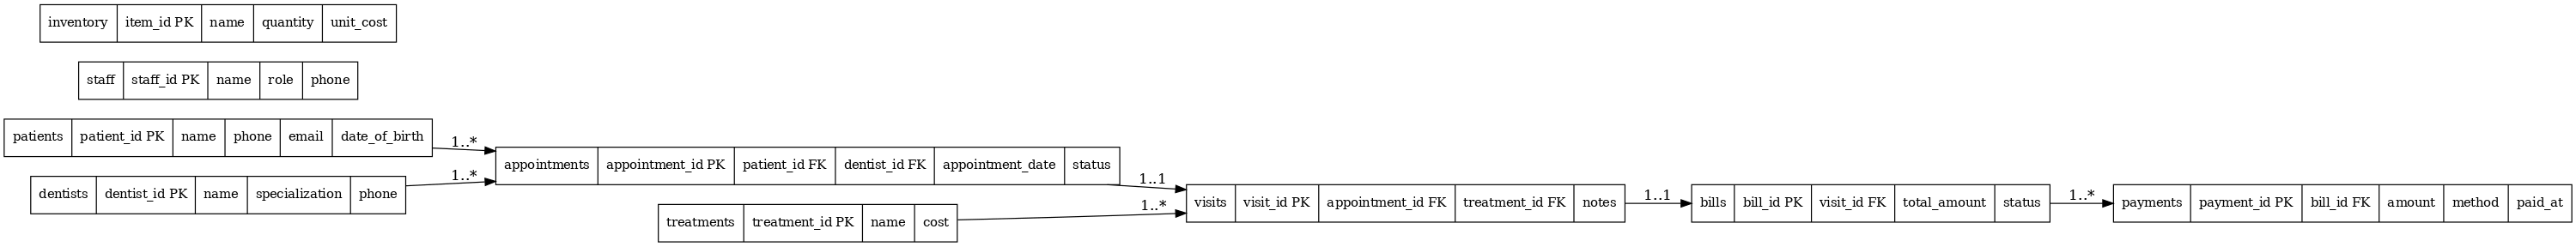 inventory item_id PK name quantity unit_cost
staff staff_id PK name role phone
patients patient_id PK name phone email date_of_birth
1..*
appointments appointment_id PK patient_id FK dentist_id FK appointment_date status
dentists dentist_id PK name specialization phone
1..*
1..1
treatments treatment_id PK name cost
1..*
visits visit_id PK appointment_id FK treatment_id FK notes
1..1
bills bill_id PK visit_id FK total_amount status
1..*
payments payment_id PK bill_id FK amount method paid_at